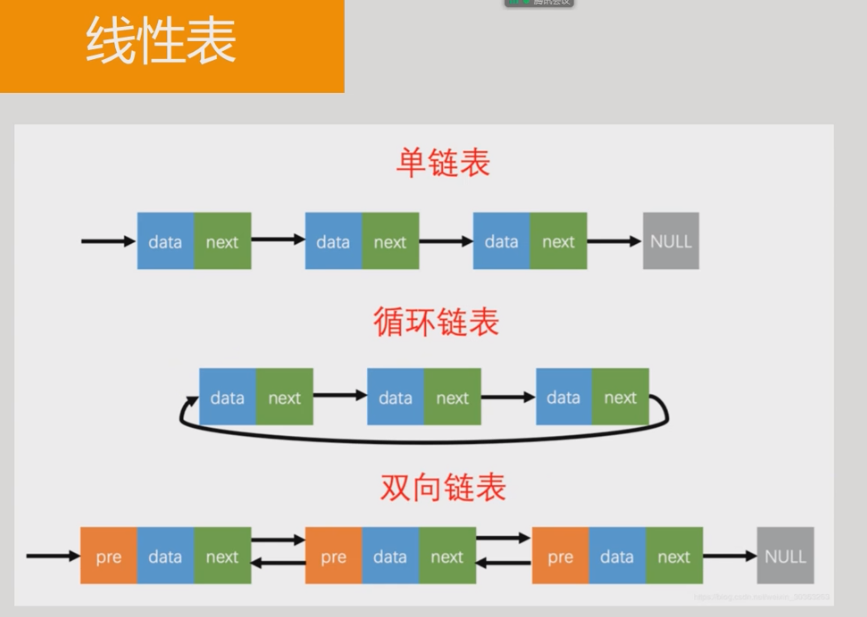 线性表
单链表
data next data next data next NULL
循环链表
data next data next data next
双向链表
pre data next pre data next pre data next NULL